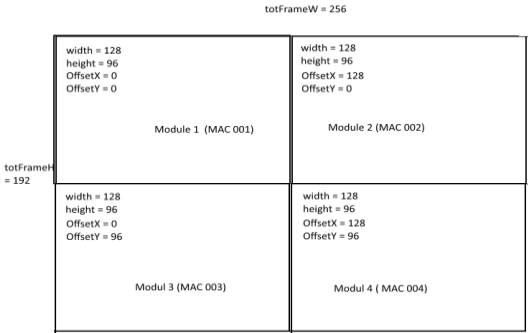 totFrameW = 256
width = 128
height = 96
OffsetX = 0
OffsetY = 0
Module 1 (MAC 001)
width = 128
height = 96
OffsetX = 128
OffsetY = 0
Module 2 (MAC 002)
totFrameH
= 192
width = 128
height = 96
OffsetX = 0
OffsetY = 96
Modul 3 (MAC 003)
width = 128
height = 96
OffsetX = 128
OffsetY = 96
Modul 4 ( MAC 004)